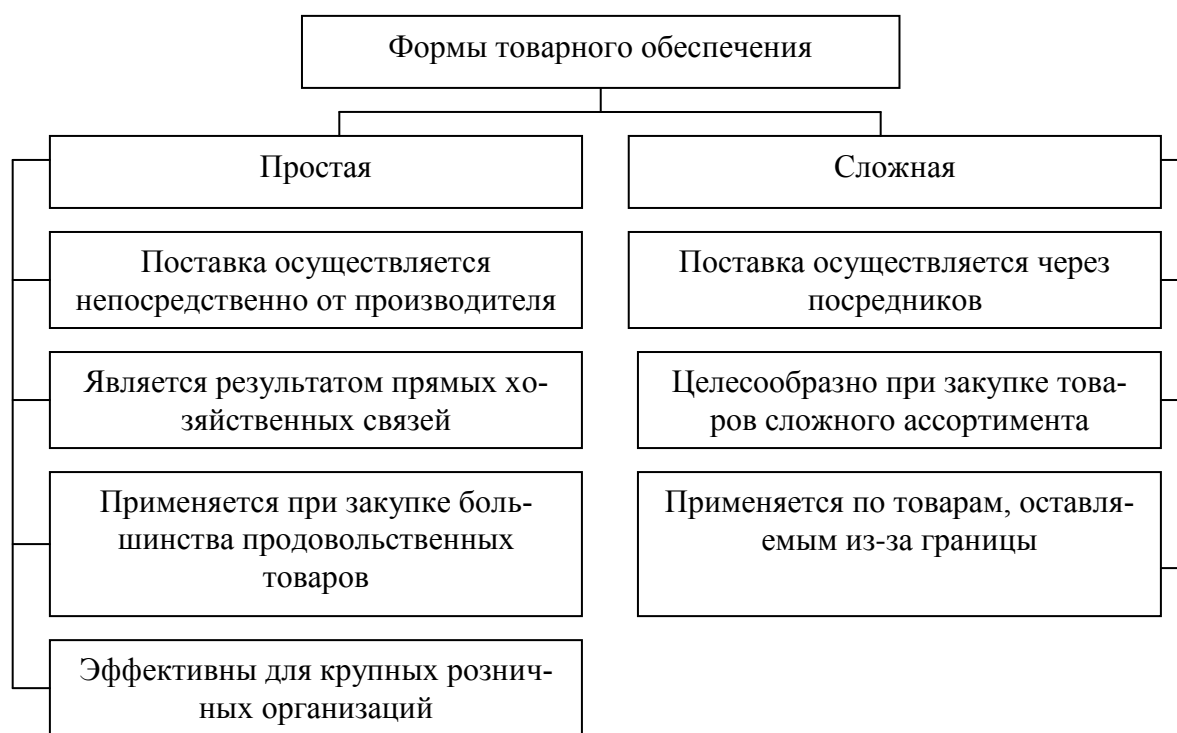 Формы товарного обеспечения
Простая
Поставка осуществляется
непосредственно от производителя
Является результатом прямых хо-
зяйственных связей
Применяется при закупке боль-
шинства продовольственных
товаров
Эффективны для крупных рознич-
ных организаций
Сложная
Поставка осуществляется через
посредников
Целесообразно при закупке това-
ров сложного ассортимента
Применяется по товарам, оставля-
емым из-за границы